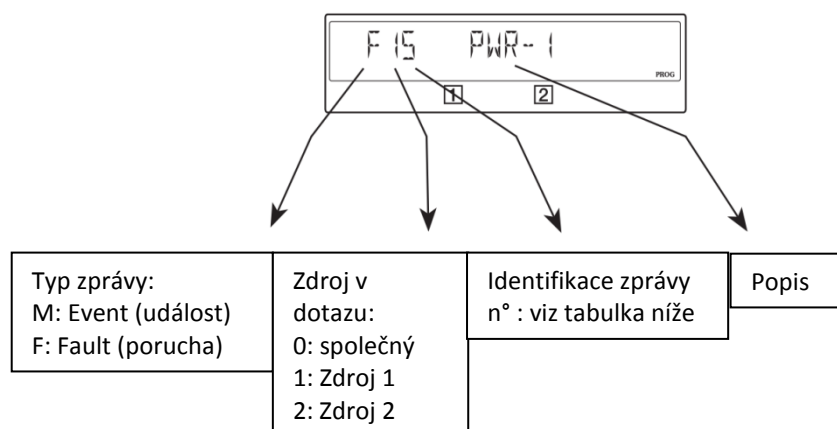 F15 PWR-1
PROG
1 2
Typ zprávy:
M: Event (událost)
F: Fault (porucha)
Zdroj v
dotazu:
0: společný
1: Zdroj 1
2: Zdroj 2
Identifikace zprávy
n° : viz tabulka níže
Popis